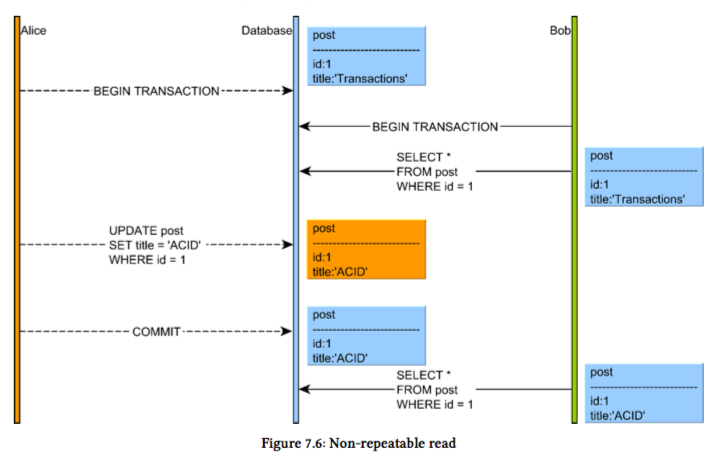 Alice
Database
Bob
post
id:1
title:'Transactions'
BEGIN TRANSACTION
BEGIN TRANSACTION
SELECT *
FROM post
WHERE id = 1
post
id:1
title:'Transactions'
UPDATE post
SET title = 'ACID'
WHERE id = 1
post
id:1
title:'ACID'
COMMIT
post
id:1
title:'ACID'
SELECT *
FROM post
WHERE id = 1
post
id:1
title:'ACID'
Figure 7.6: Non-repeatable read